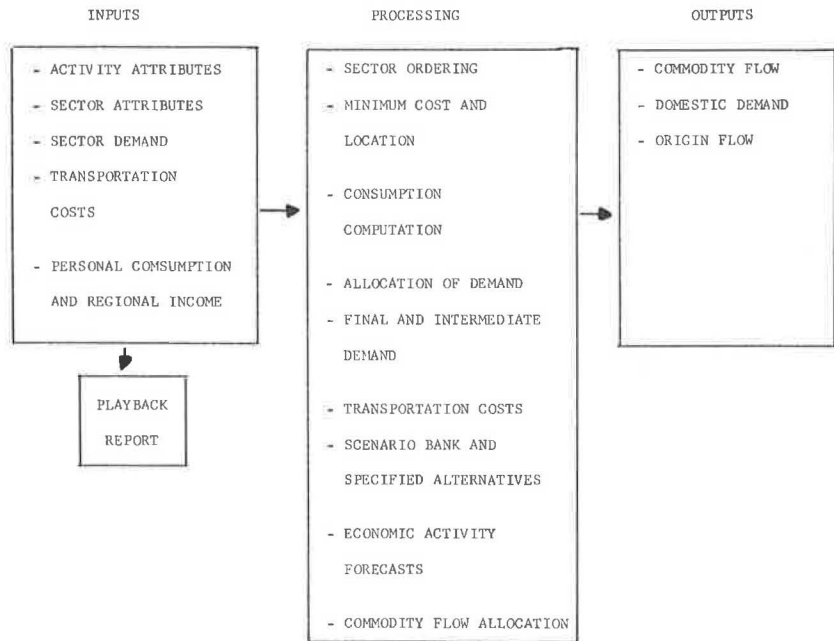 INPUTS
- ACTIVITY ATTRIBUTES
- SECTOR ATTRIBUTES
- SECTOR DEMAND
- TRANSPORTATION
COSTS
- PERSONAL COMSUMPTION
AND REGIONAL INCOME
PLAYBACK
REPORT
PROCESSING
- SECTOR ORDERING
- MINIMUM COST AND
LOCATION
- CONSUMPTION
COMPUTATION
- ALLOCATION OF DEMAND
- FINAL AND INTERMEDIATE
DEMAND
- TRANSPORTATION COSTS
- SCENARIO BANK AND
SPECIFIED ALTERNATIVES
- ECONOMIC ACTIVITY
FORECASTS
- COMMODITY FLOW ALLOCATION
OUTPUTS
- COMMODITY FLOW
- DOMESTIC DEMAND
- ORIGIN FLOW